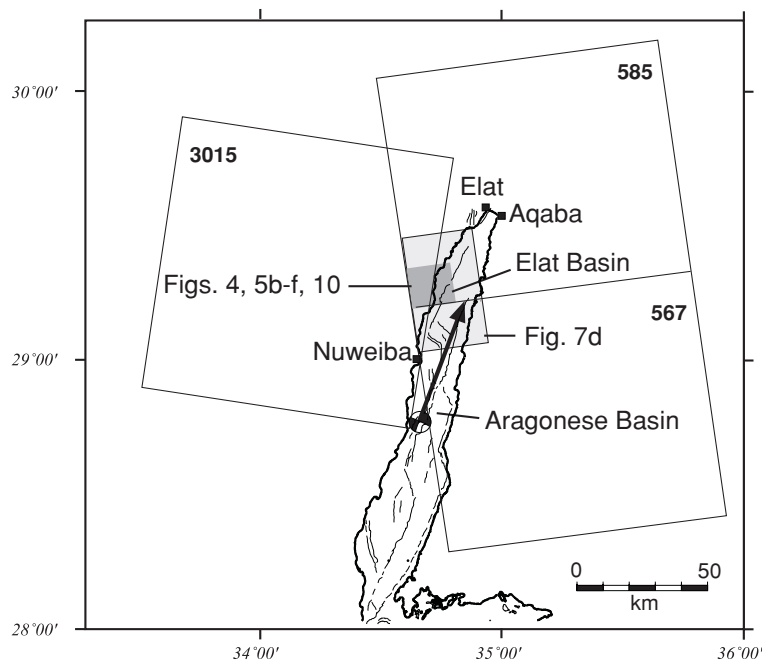 585
30°00'
3015
Elat
Aqaba
Elat Basin
Figs. 4, 5b-f, 10
567
Fig. 7d
Nuweiba
29°00'
Aragonese Basin
0 50
km
28°00'
34°00' 35°00' 36°00'